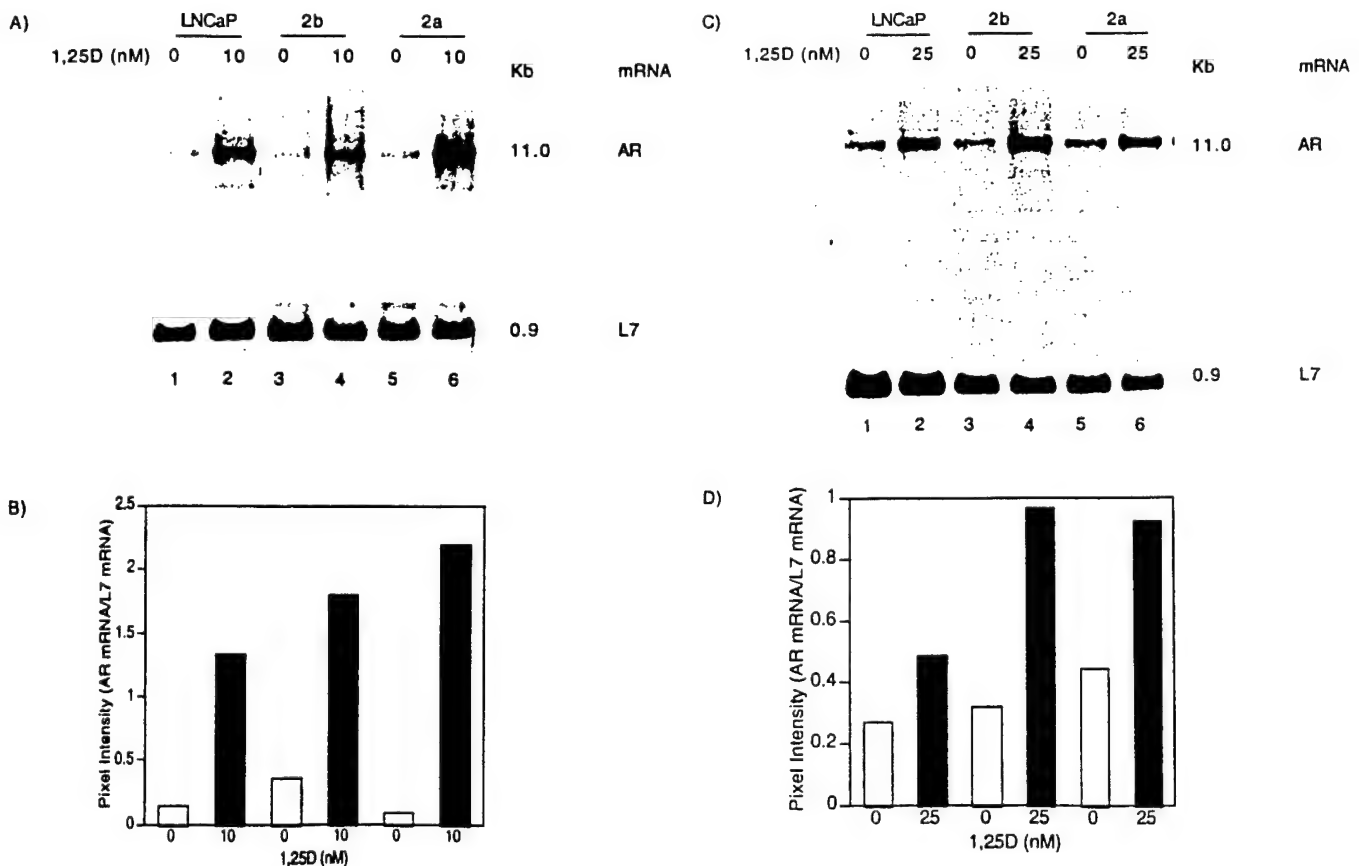 A)
LNCaP 2b 2a
1,25D (nM) 0 10 0 10 0 10
Kb mRNA
11.0 AR
0.9 L7
1 2 3 4 5 6
C)
LNCaP 2b 2a
1,25D (nM) 0 25 0 25 0 25
Kb mRNA
11.0 AR
0.9 L7
1 2 3 4 5 6
B)
Pixel Intensity (AR mRNA/L7 mRNA)
2.5
2
1.5
1
0.5
0
0 10 0 10 0 10
1,25D (nM)
D)
Pixel Intensity (AR mRNA/L7 mRNA)
1
0.8
0.6
0.4
0.2
0
0 25 0 25 0 25
1,25D (nM)